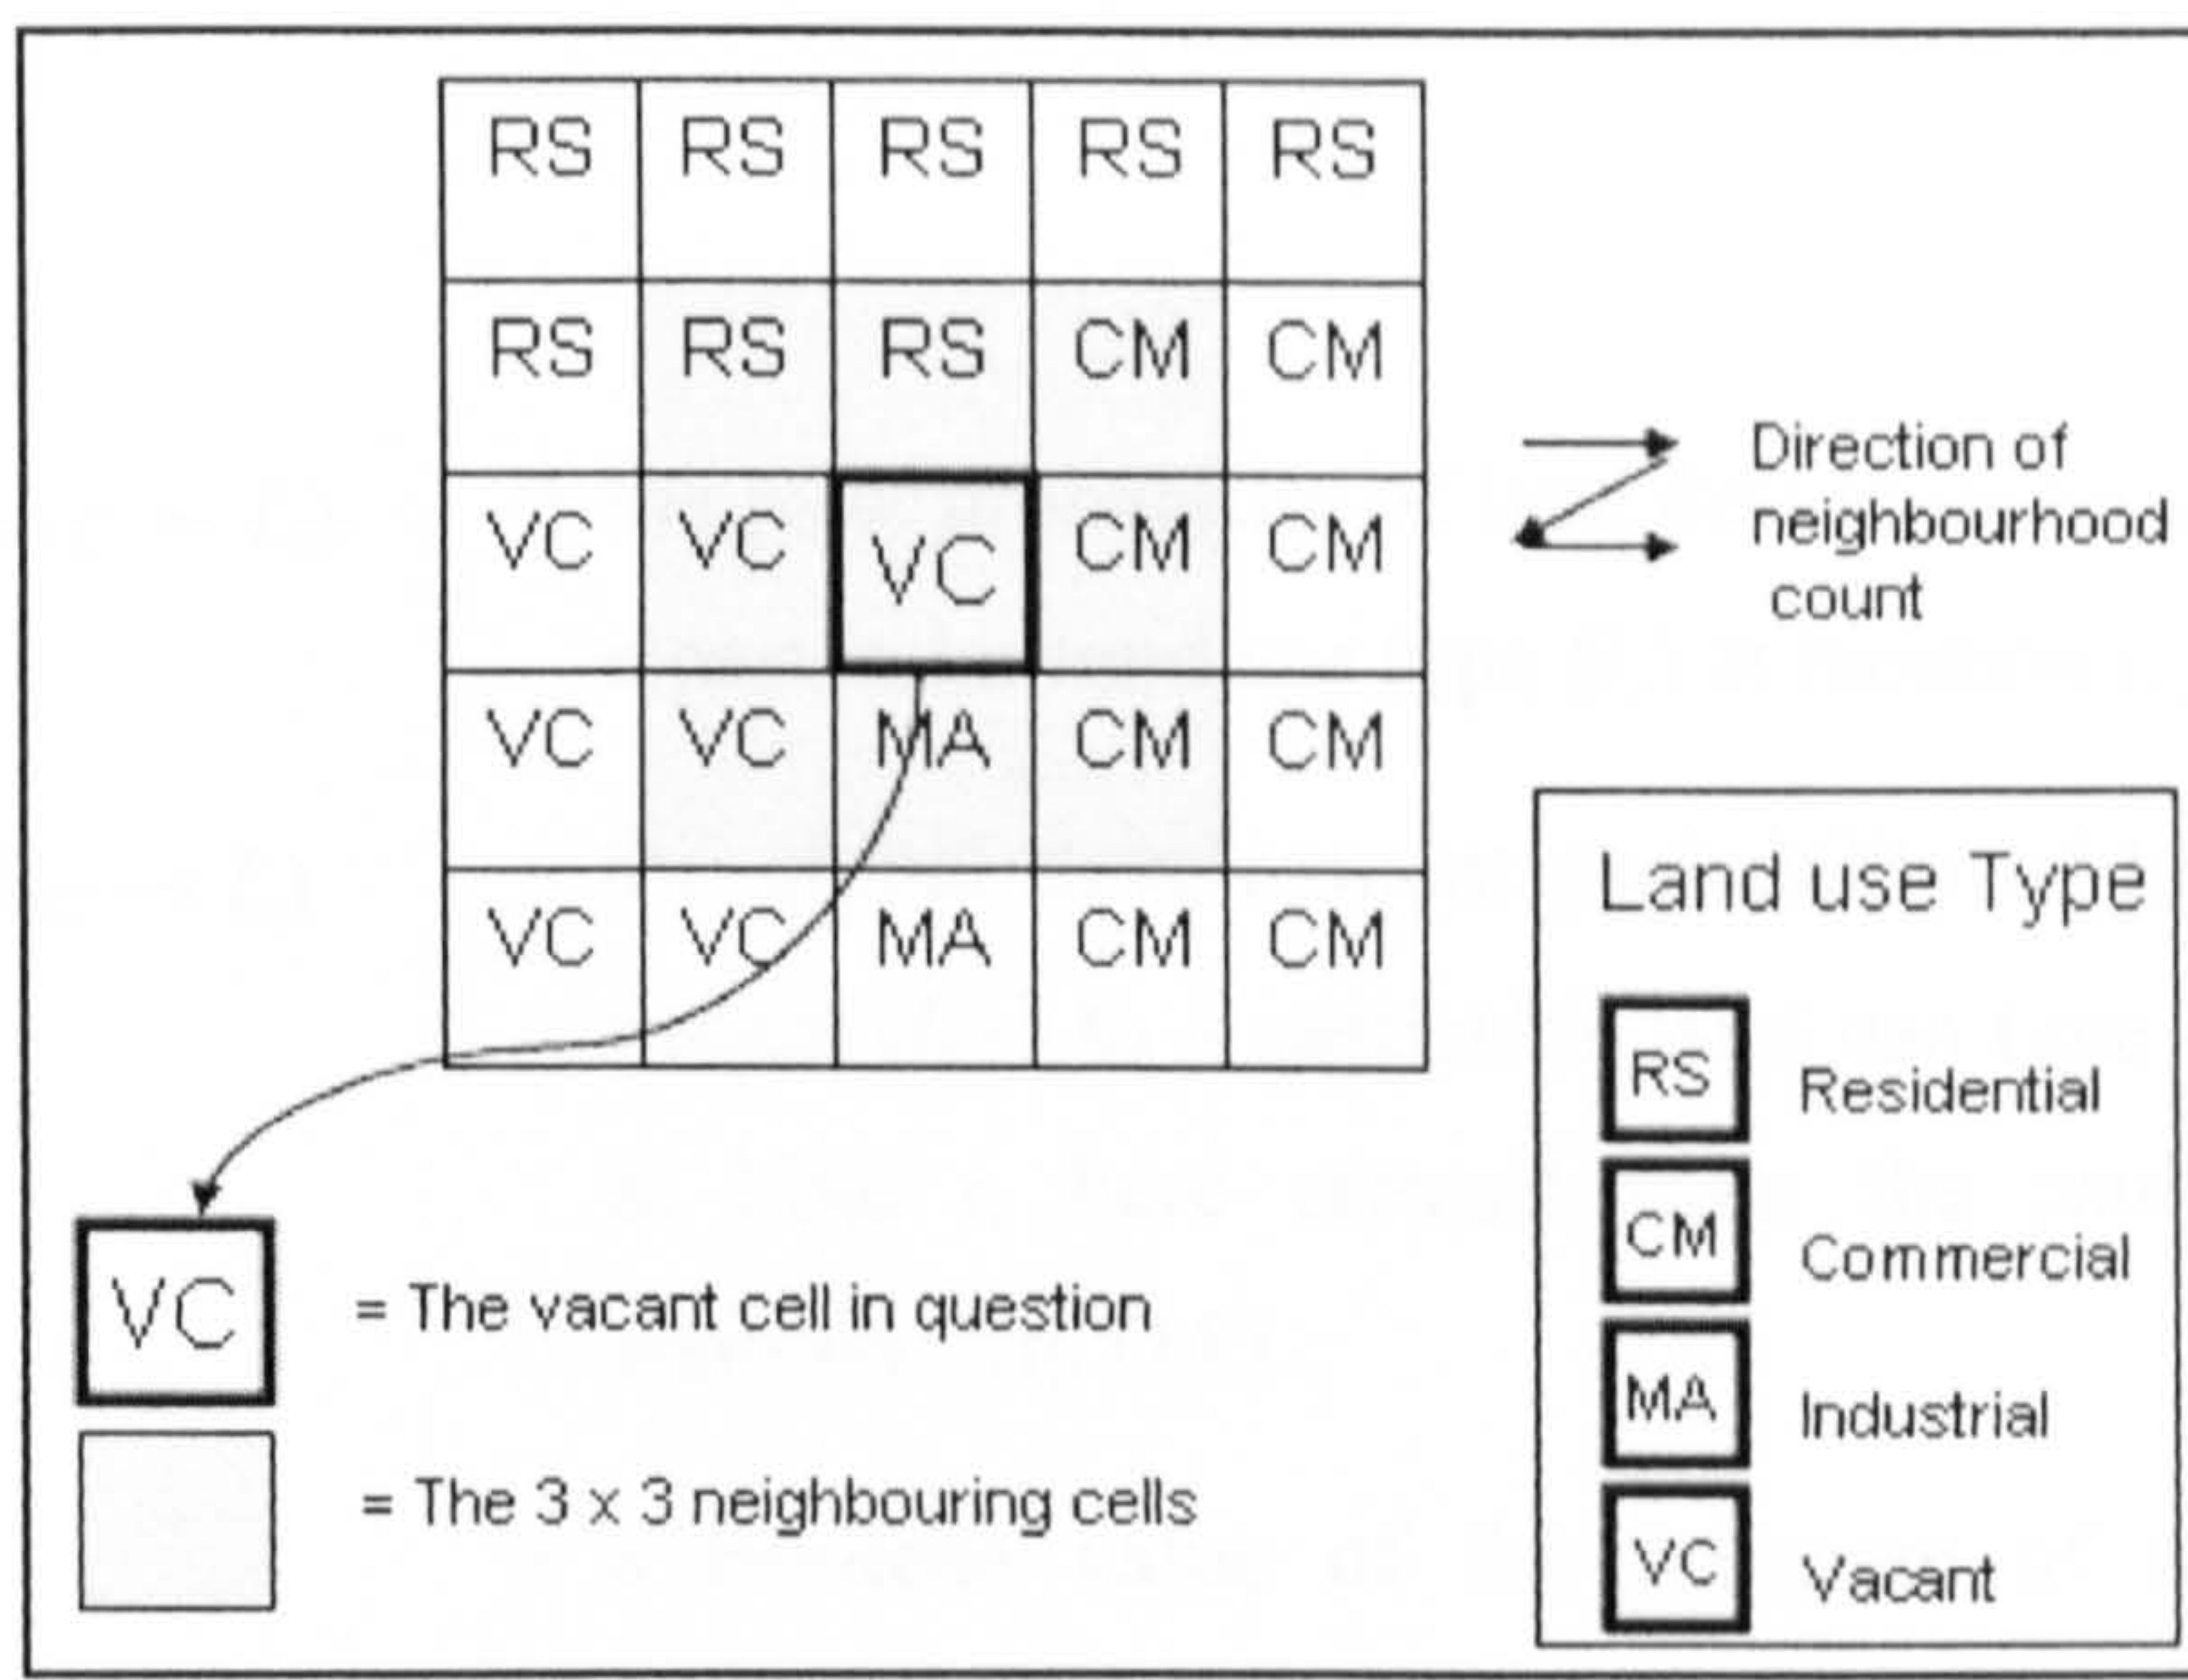 RS RS RS RS RS
RS RS RS CM CM
VC VC VC CM CM
VC VC MA CM CM
VC VC MA CM CM
Direction of
neighbourhood
count
Land use Type
RS Residential
CM Commercial
MA Industrial
VC Vacant
VC = The vacant cell in question
= The 3 x 3 neighbouring cells